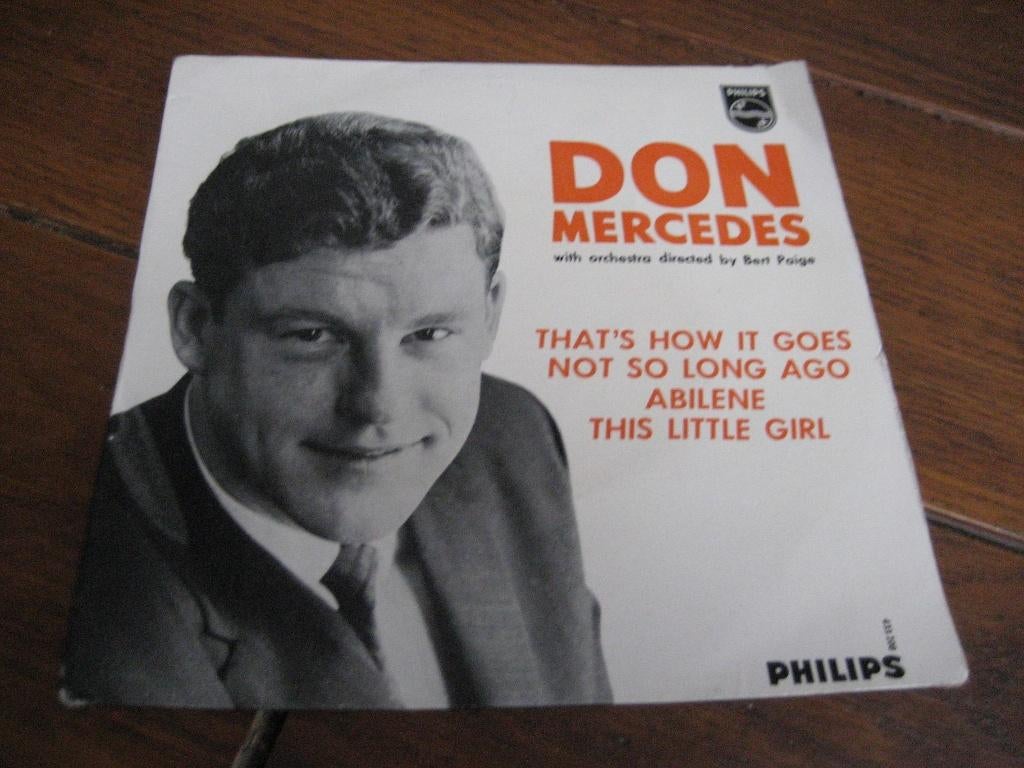 PHILIPS
DON
MERCEDES
with orchestra directed by Bert Paige
THAT'S HOW IT GOES
NOT SO LONG AGO
ABILENE
THIS LITTLE GIRL
PHILIPS